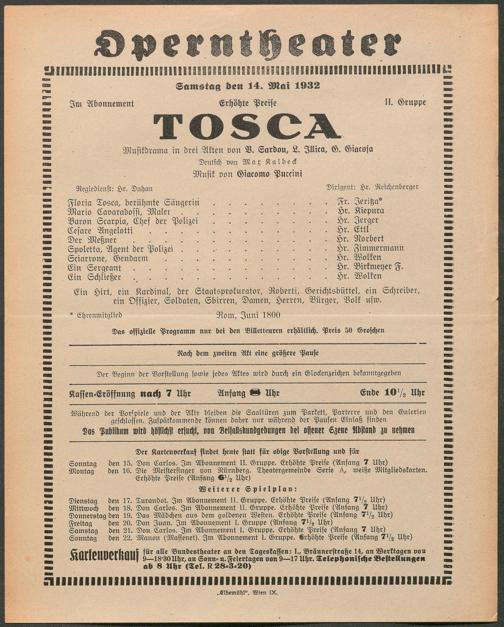 Operntheater
Samstag den 14. Mai 1932
Im Abonnement Erhöhte Preise II. Gruppe
TOSCA
Musikdrama in drei Akten von V. Sardou, L. Illica, G. Giacosa
Deutsch von Max Kalbeck
Musik von Giacomo Puccini
Regiedienst: Hr. Duhan Dirigent: Hr. Reichenberger
Floria Tosca, berühmte Sängerin Fr. Jeritza*
Mario Cavaradossi, Maler Hr. Kiepura
Baron Scarpia, Chef der Polizei Hr. Jerger
Cesare Angelotti Hr. Ettl
Der Meßner Hr. Norbert
Spoletta, Agent der Polizei Hr. Zimmermann
Sciarrone, Gendarm Hr. Wolken
Ein Sergeant Hr. Birkmeyer F.
Ein Schließer Hr. Wolken
Ein Hirt, ein Kardinal, der Staatsprokurator, Roberti, Gerichtsbüttel, ein Schreiber,
ein Offizier, Soldaten, Sbirren, Damen, Herren, Bürger, Volk usw.
* Ehrenmitglied Rom, Juni 1800
Das offizielle Programm nur bei den Billetteuren erhältlich. Preis 50 Groschen
Nach dem zweiten Akt eine größere Pause
Der Beginn der Vorstellung sowie jedes Aktes wird durch ein Glockenzeichen bekanntgegeben
Kassen-Eröffnung nach 7 Uhr Anfang Uhr Ende 10 1/2 Uhr
Während der Vorspiele und der Akte bleiben die Saaltüren zum Parkett, Parterre und den Galerien
geschlossen. Zuspätkommende können daher nur während der Pausen Einlaß finden
Das Publikum wird höflichst ersucht, von Beifallskundgebungen bei offener Szene Abstand zu nehmen
Der Kartenverkauf findet heute statt für obige Vorstellung und für
Sonntag den 15. Don Carlos. Im Abonnement II. Gruppe. Erhöhte Preise (Anfang 7 Uhr)
Montag den 16. Die Meistersinger von Nürnberg. Theatergemeinde Serie A, weiße Mitgliedskarten.
Erhöhte Preise (Anfang 6 1/2 Uhr)
Weiterer Spielplan:
Dienstag den 17. Turandot. Im Abonnement II. Gruppe. Erhöhte Preise (Anfang 7 1/2 Uhr)
Mittwoch den 18. Don Carlos. Im Abonnement II. Gruppe. Erhöhte Preise (Anfang 7 Uhr)
Donnerstag den 19. Das Mädchen aus dem goldenen Westen. Erhöhte Preise (Anfang 7 1/2 Uhr)
Freitag den 20. Don Juan. Im Abonnement I. Gruppe (Anfang 7 1/2 Uhr)
Samstag den 21. Don Carlos. Im Abonnement I. Gruppe. Erhöhte Preise (Anfang 7 Uhr)
Sonntag den 22. Manon (Massenet). Im Abonnement I. Gruppe. Erhöhte Preise (Anfang 7 1/2 Uhr)
Kartenverkauf für alle Bundestheater an den Tageskassen: I., Bräunerstraße 14, an Werktagen von
9—18.30 Uhr, an Sonn- u. Feiertagen von 9—17 Uhr. Telephonische Bestellungen
ab 8 Uhr (Tel. R 28-3-20)
„Elbemühl“, Wien IX.